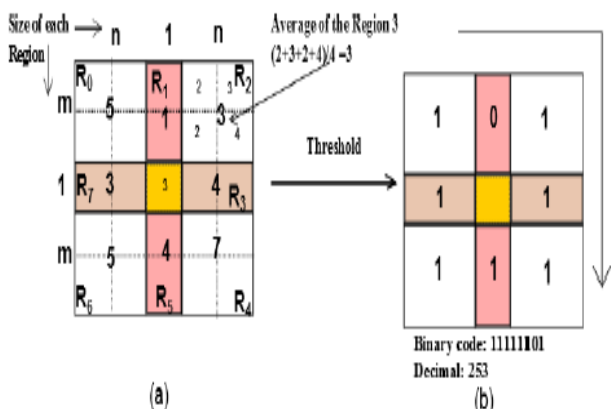 Size of each
Region
n 1 n
Average of the Region 3
(2+3+2+4)/4 =3
R0 R1 2 3 R2
m 5 1 3
2 4
Threshold
1 R7 3 3 4 R3
m 5 4 7
R6 R5 R4
(a)
1 0 1
1 1
1 1 1
Binary code: 11111101
Decimal: 253
(b)